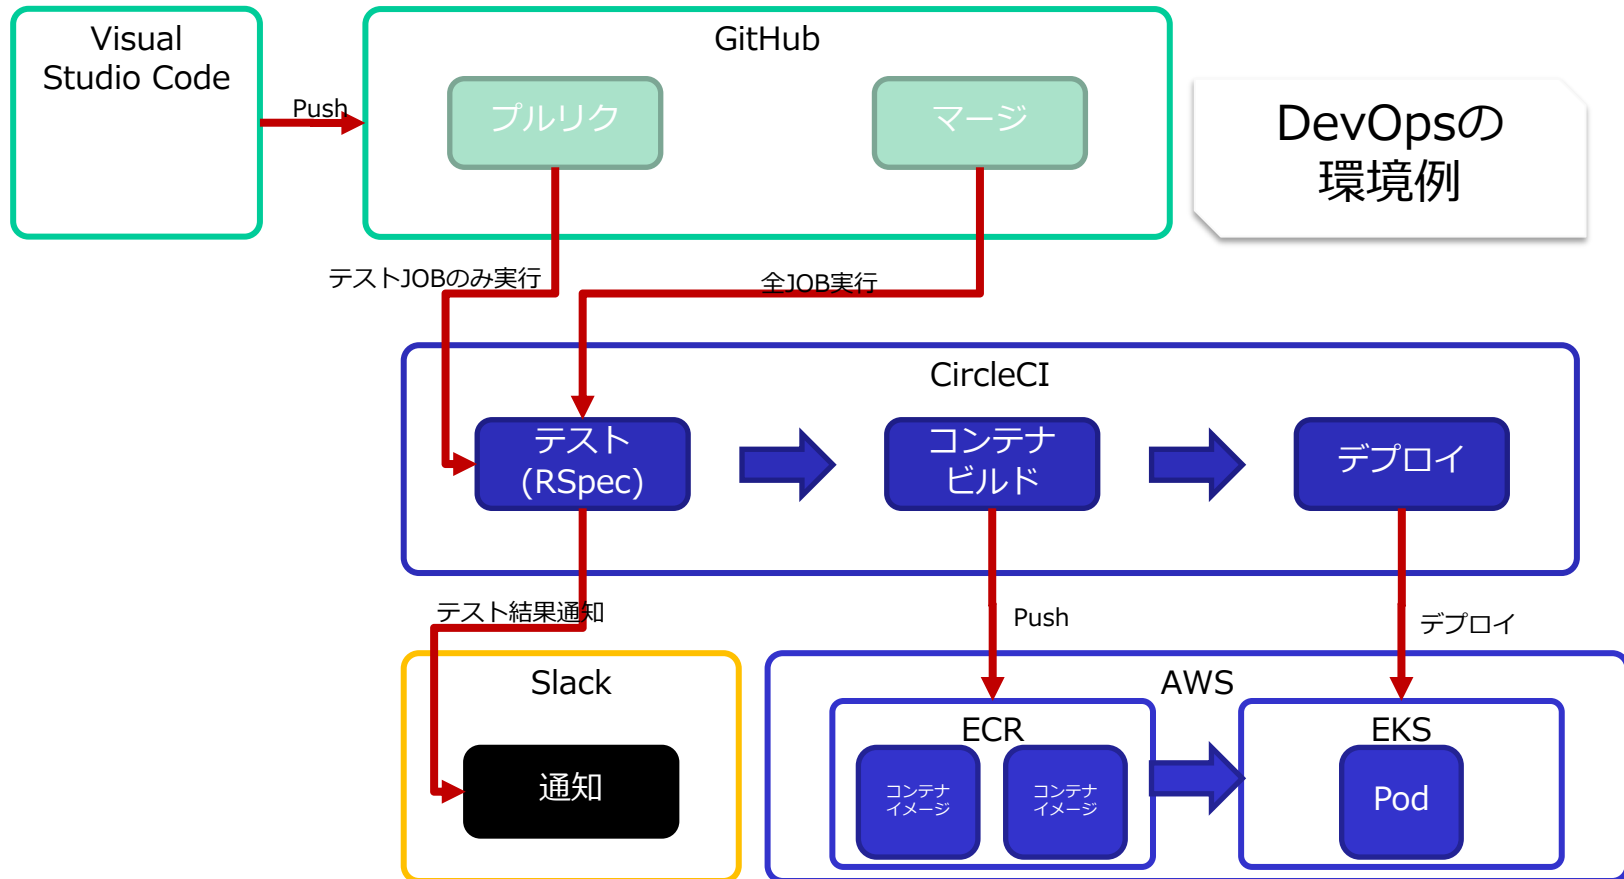 Visual
Studio Code
GitHub
Push
プルリク
マージ
DevOpsの
環境例
テストJOBのみ実行
全JOB実行
CircleCI
テスト
(RSpec)
コンテナ
ビルド
デプロイ
テスト結果通知
Push
デプロイ
Slack
AWS
ECR
EKS
通知
コンテナ
イメージ
コンテナ
イメージ
Pod